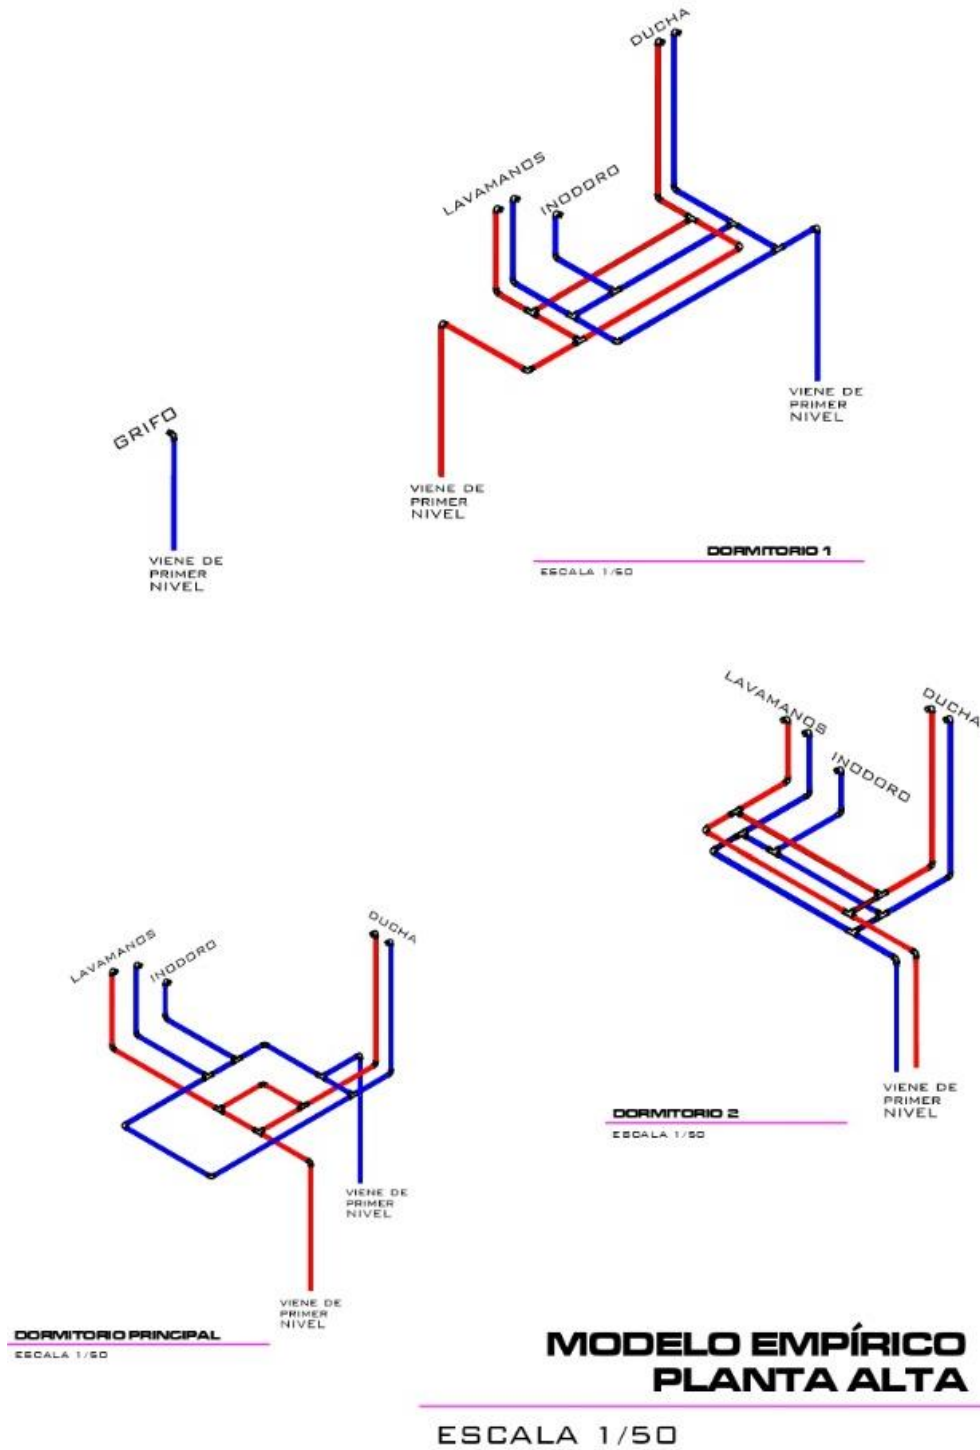 DUCHA
LAVAMANOS
INODORO
VIENE DE
PRIMER
NIVEL
GRIFO
VIENE DE
PRIMER
NIVEL
VIENE DE
PRIMER
NIVEL
DORMITORIO 1
ESCALA 1/50
LAVAMANOS
DUCHA
INODORO
VIENE DE
PRIMER
NIVEL
DORMITORIO 2
ESCALA 1/50
DUCHA
LAVAMANOS
INODORO
VIENE DE
PRIMER
NIVEL
VIENE DE
PRIMER
NIVEL
DORMITORIO PRINCIPAL
ESCALA 1/50
MODELO EMPÍRICO
PLANTA ALTA
ESCALA 1/50